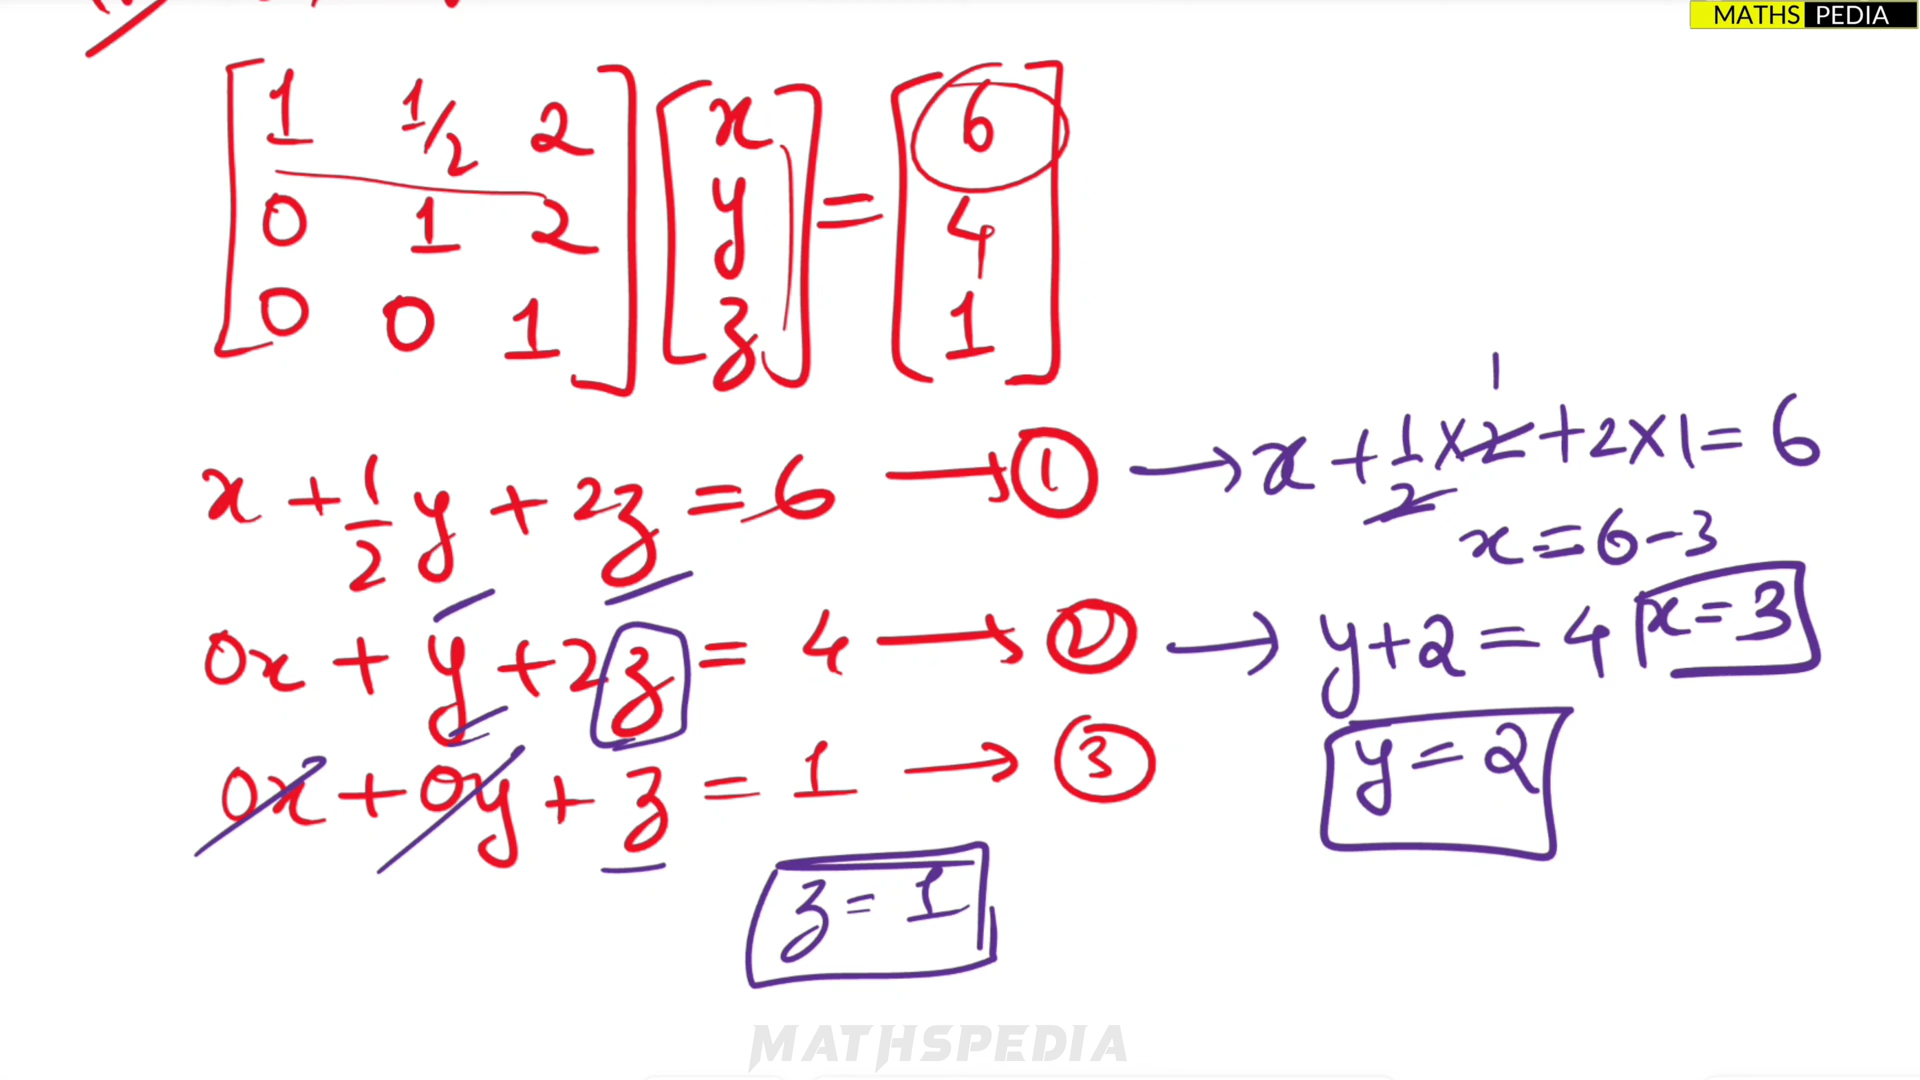 MATHS PEDIA
[1 1/2 2] [x] = [6]
[0 1 2] [y] [4]
[0 0 1] [z] [1]
x + 1/2 y + 2z = 6 → ① → x + 1/2 × 2 + 2×1 = 6
1
x = 6 - 3
0x + y + 2z = 4 → ② → y + 2 = 4 x = 3
0x + 0y + z = 1 → ③
y = 2
z = 1
MATHSPEDIA